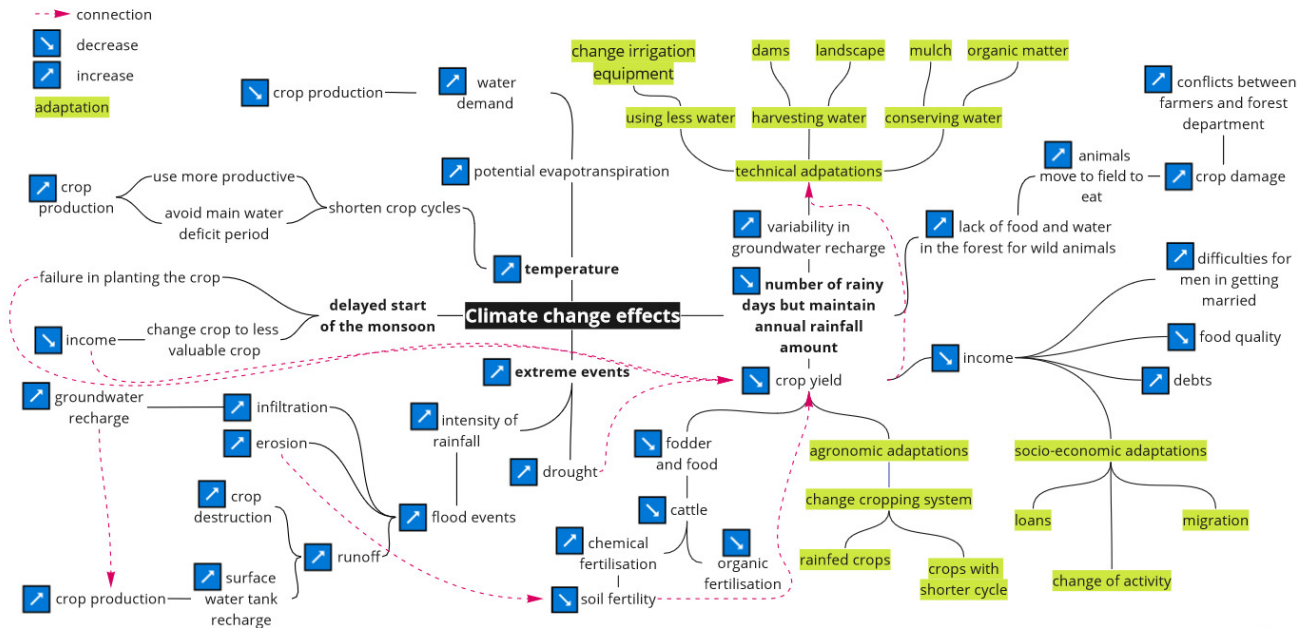 connection
decrease
increase
adaptation
crop production
water
demand
potential evapotranspiration
crop
production
use more productive
avoid main water
deficit period
shorten crop cycles
temperature
failure in planting the crop
income
change crop to less
valuable crop
delayed start
of the monsoon
Climate change effects
change irrigation
equipment
dams
landscape
mulch
organic matter
using less water
harvesting water
conserving water
technical adpatations
variability in
groundwater recharge
number of rainy
days but maintain
annual rainfall
amount
conflicts between
farmers and forest
department
animals
move to field to
eat
crop damage
lack of food and water
in the forest for wild animals
difficulties for
men in getting
married
income
food quality
debts
crop yield
extreme events
intensity of
rainfall
drought
groundwater
recharge
infiltration
erosion
crop
destruction
flood events
runoff
surface
water tank
recharge
crop production
fodder
and food
cattle
chemical
fertilisation
organic
fertilisation
soil fertility
agronomic adaptations
change cropping system
rainfed crops
crops with
shorter cycle
socio-economic adaptations
loans
migration
change of activity